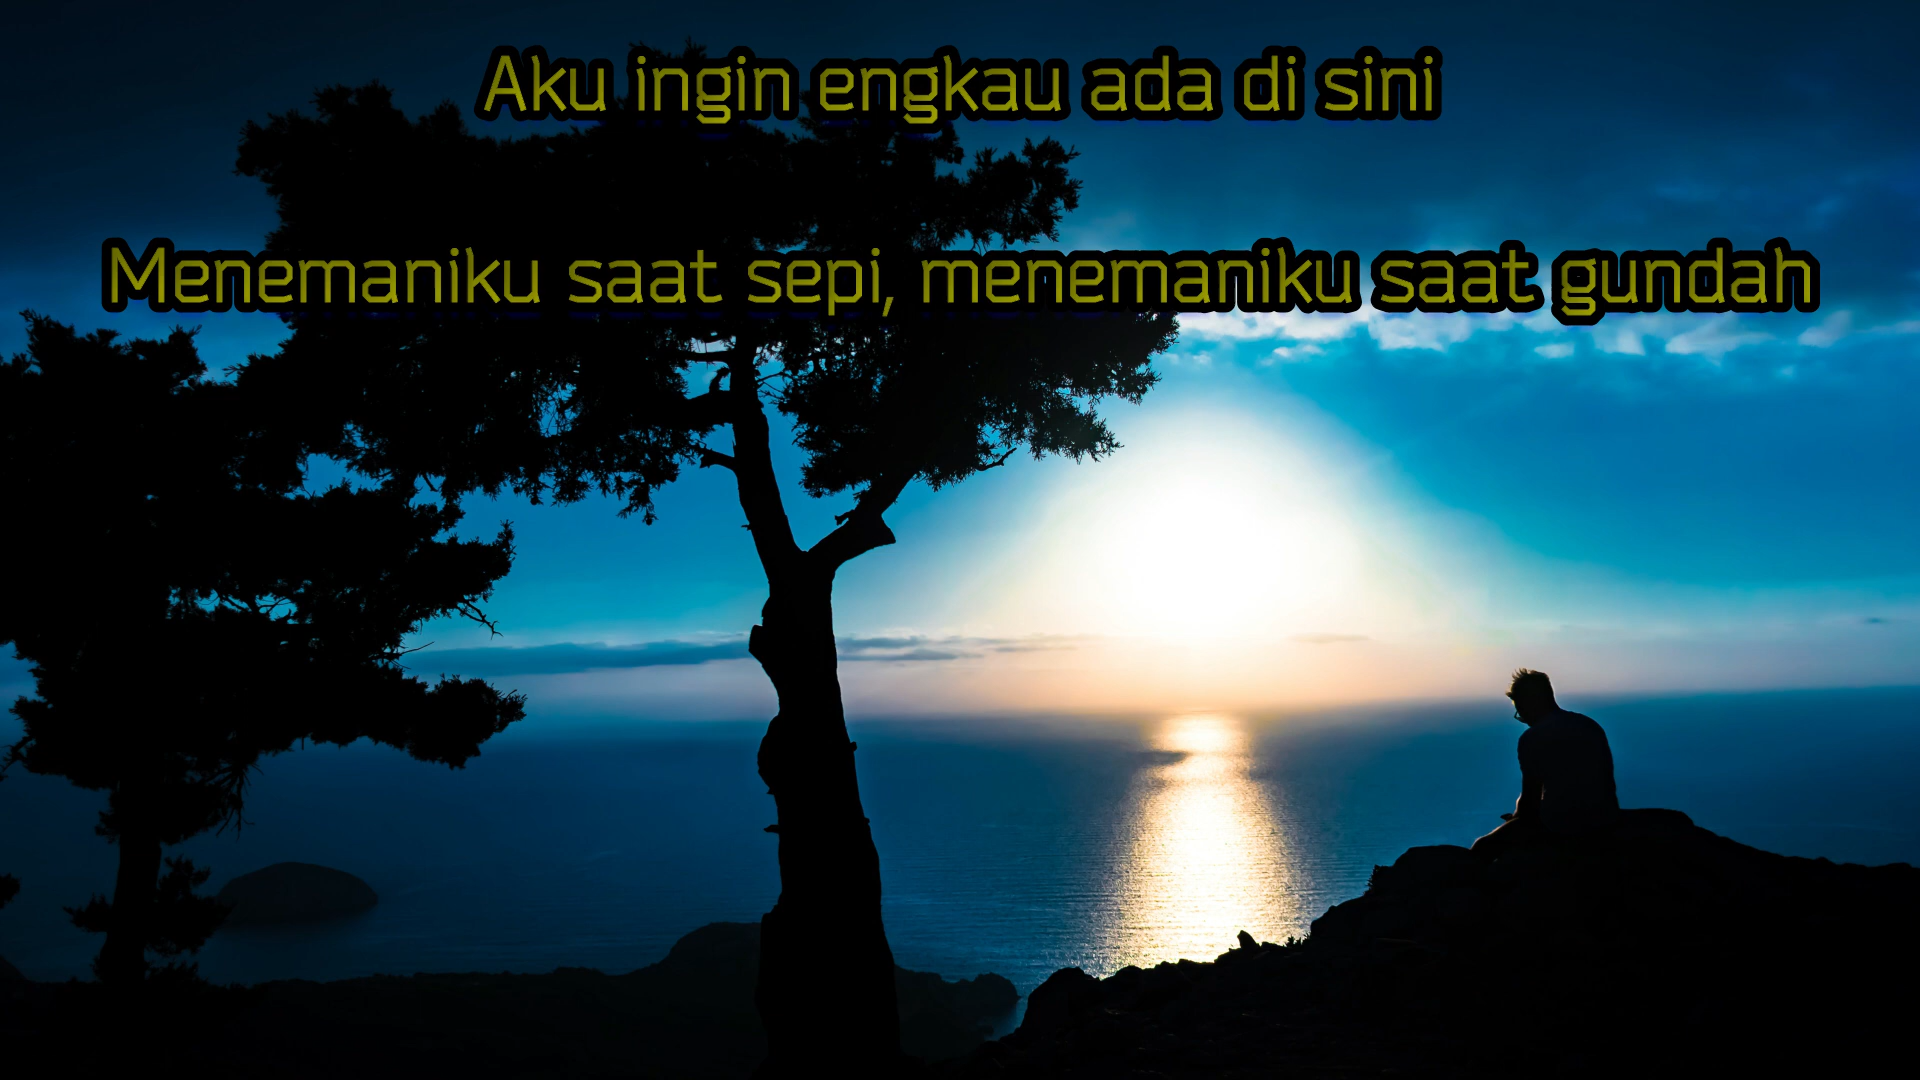 Aku ingin engkau ada di sini
Menemaniku saat sepi, menemaniku saat gundah